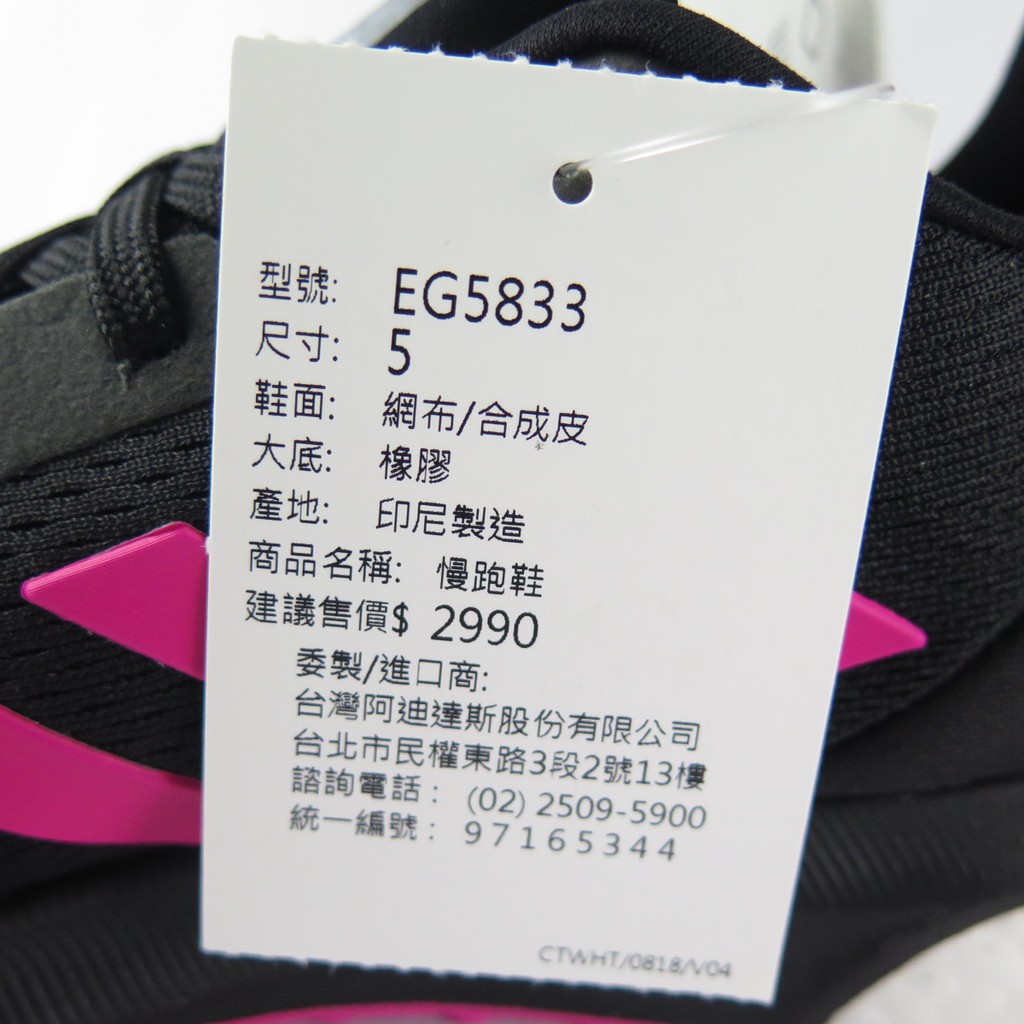 型號: EG5833
尺寸: 5
鞋面: 網布/合成皮
大底: 橡膠
產地: 印尼製造
商品名稱: 慢跑鞋
建議售價$ 2990
委製/進口商:
台灣阿迪達斯股份有限公司
台北市民權東路3段2號13樓
諮詢電話: (02) 2509-5900
統一編號: 97165344
CTWHT/0818/V04